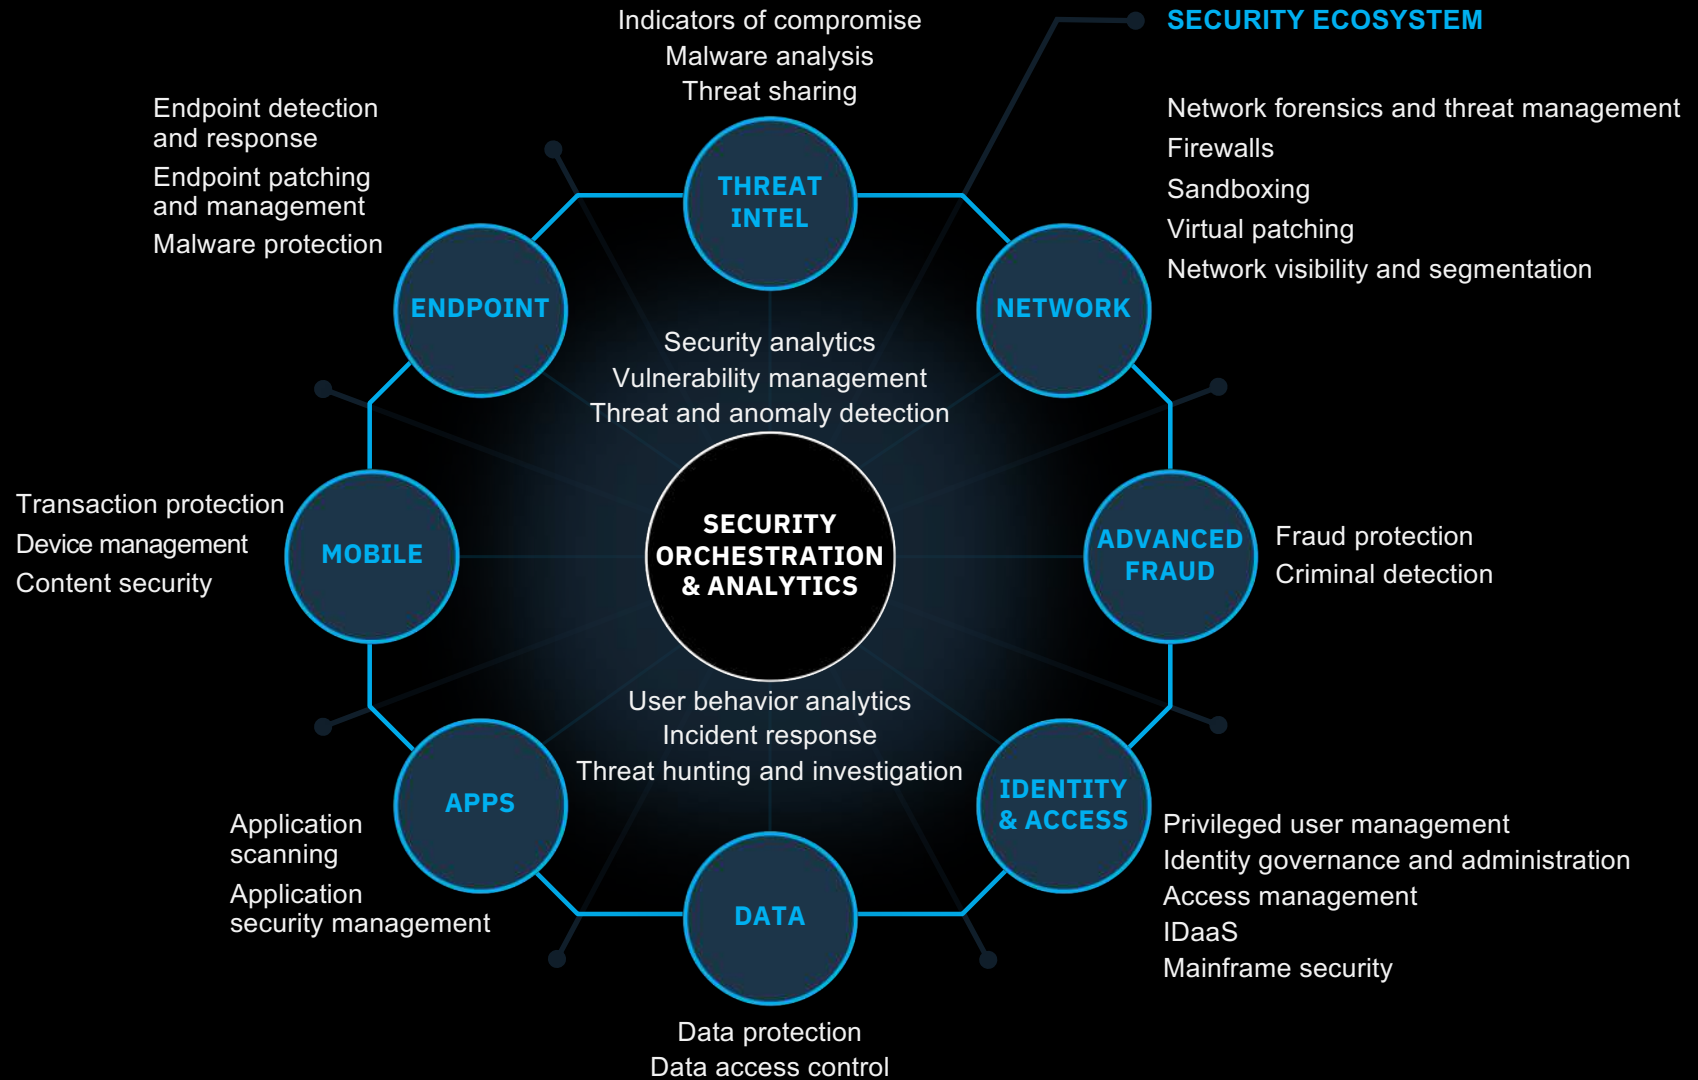 Indicators of compromise
Malware analysis
Threat sharing
SECURITY ECOSYSTEM
Endpoint detection
and response
Endpoint patching
and management
Malware protection
Network forensics and threat management
Firewalls
Sandboxing
Virtual patching
Network visibility and segmentation
THREAT
INTEL
ENDPOINT
NETWORK
Security analytics
Vulnerability management
Threat and anomaly detection
Transaction protection
Device management
Content security
MOBILE
SECURITY
ORCHESTRATION
& ANALYTICS
ADVANCED
FRAUD
Fraud protection
Criminal detection
User behavior analytics
Incident response
Threat hunting and investigation
APPS
Application
scanning
Application
security management
IDENTITY
& ACCESS
Privileged user management
Identity governance and administration
Access management
IDaaS
Mainframe security
DATA
Data protection
Data access control